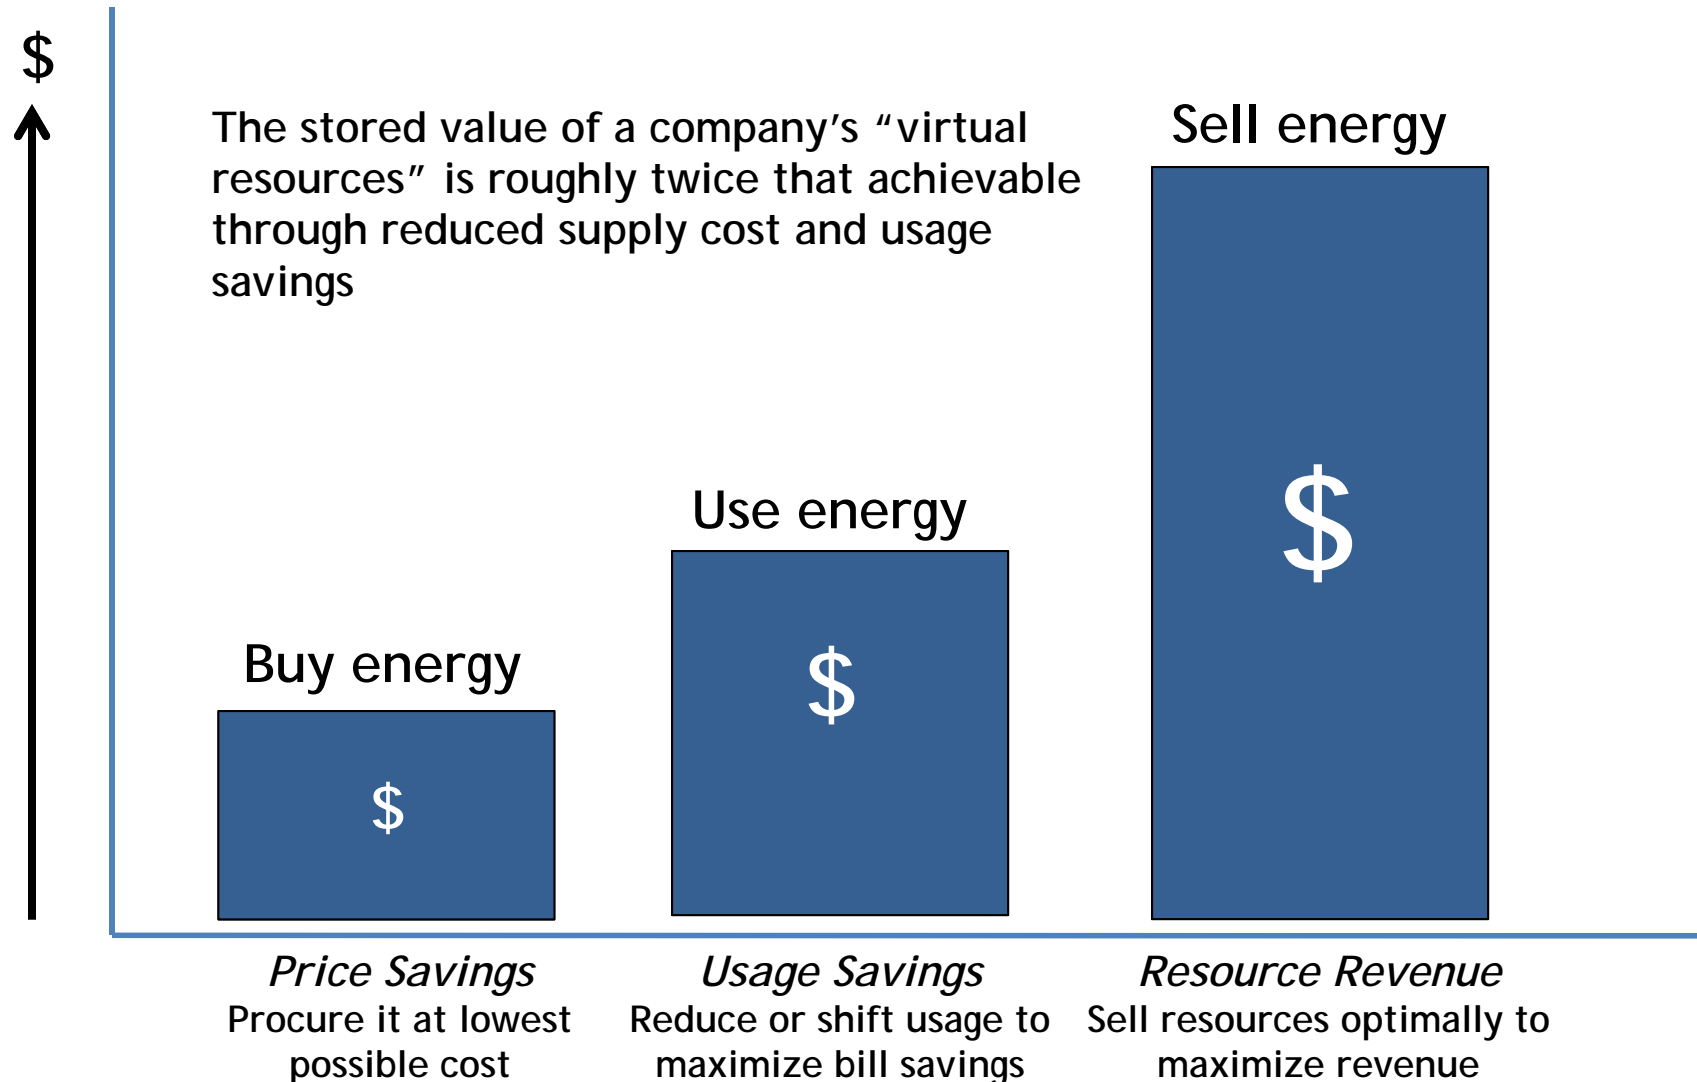 $
The stored value of a company's “virtual
resources” is roughly twice that achievable
through reduced supply cost and usage
savings
Sell energy
$
Use energy
$
Buy energy
$
Price Savings
Procure it at lowest
possible cost
Usage Savings
Reduce or shift usage to
maximize bill savings
Resource Revenue
Sell resources optimally to
maximize revenue